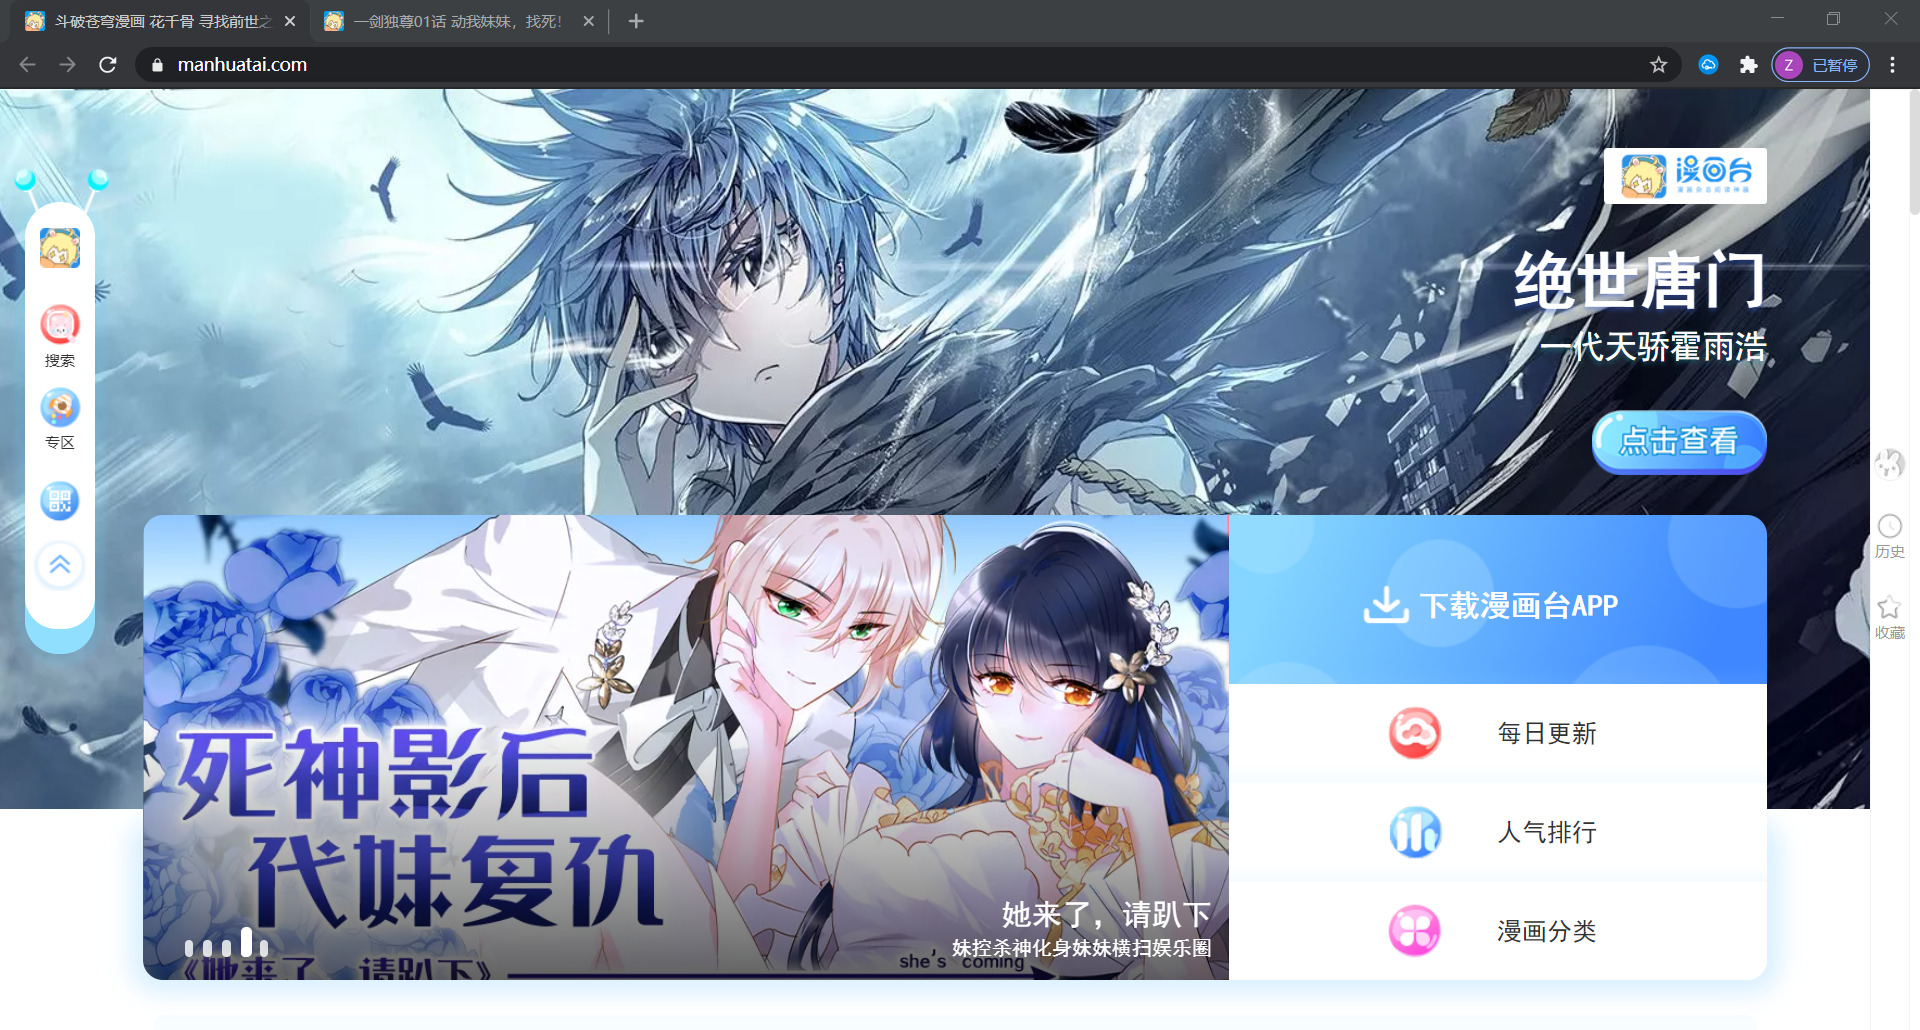 斗破苍穹漫画 花千骨 寻找前世之
一剑独尊01话 动我妹妹，找死！
manhuatai.com
Z
已暂停
漫画台
绝世唐门
一代天骄霍雨浩
点击查看
搜索
专区
历史
收藏
下载漫画台APP
每日更新
人气排行
漫画分类
死神影后
代妹复仇
她来了，请趴下
妹控杀神化身妹妹横扫娱乐圈
she's coming
《她来了，请趴下》